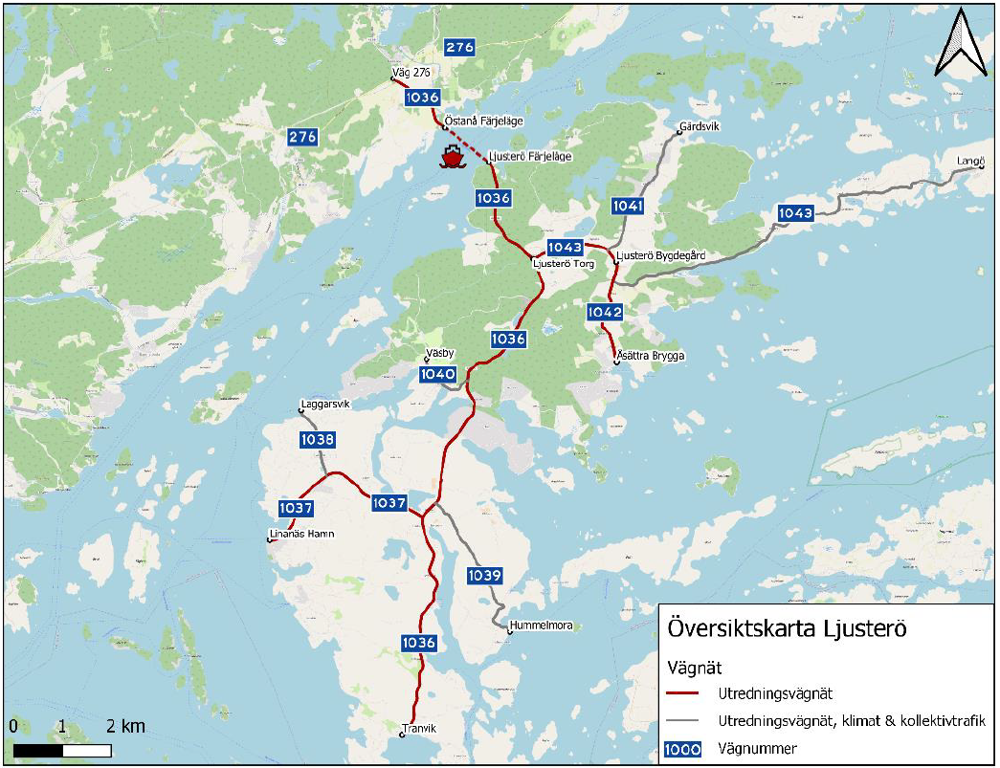 276
Väg 276
1036
Östanå Färjeläge
Gärdsvik
276
Ljusterö Färjeläge
Langö
1036
1041
1043
1043
Ljusterö Bygdegård
Ljusterö Torg
1042
1036
Väsby
Åsättra Brygga
1040
Laggarsvik
1038
1037
1037
Linanäs Hamn
1039
Hummelmora
1036
Tranvik
0 1 2 km
Översiktskarta Ljusterö
Vägnät
Utredningsvägnät
Utredningsvägnät, klimat & kollektivtrafik
1000 Vägnummer